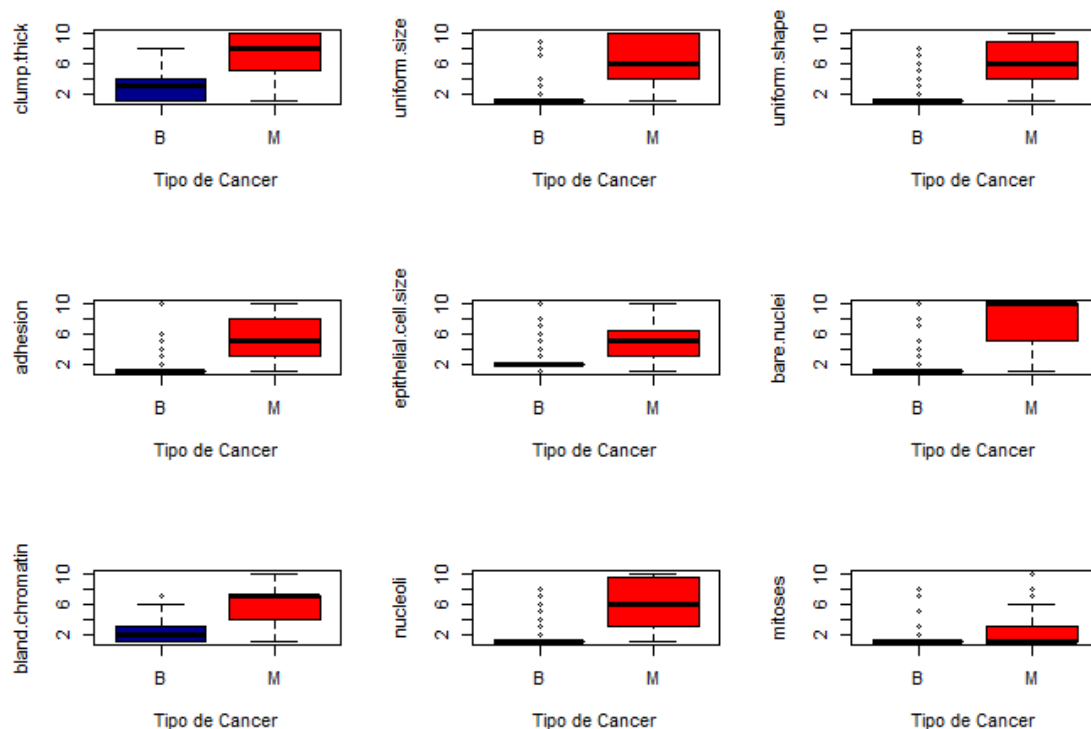 clump.thick
10
6
2
B
M
Tipo de Cancer
uniform.size
10
6
2
B
M
Tipo de Cancer
uniform.shape
10
6
2
B
M
Tipo de Cancer
adhesion
10
6
2
B
M
Tipo de Cancer
epithelial.cell.size
10
6
2
B
M
Tipo de Cancer
bare.nuclei
10
6
2
B
M
Tipo de Cancer
bland.chromatin
10
6
2
B
M
Tipo de Cancer
nucleoli
10
6
2
B
M
Tipo de Cancer
mitoses
10
6
2
B
M
Tipo de Cancer